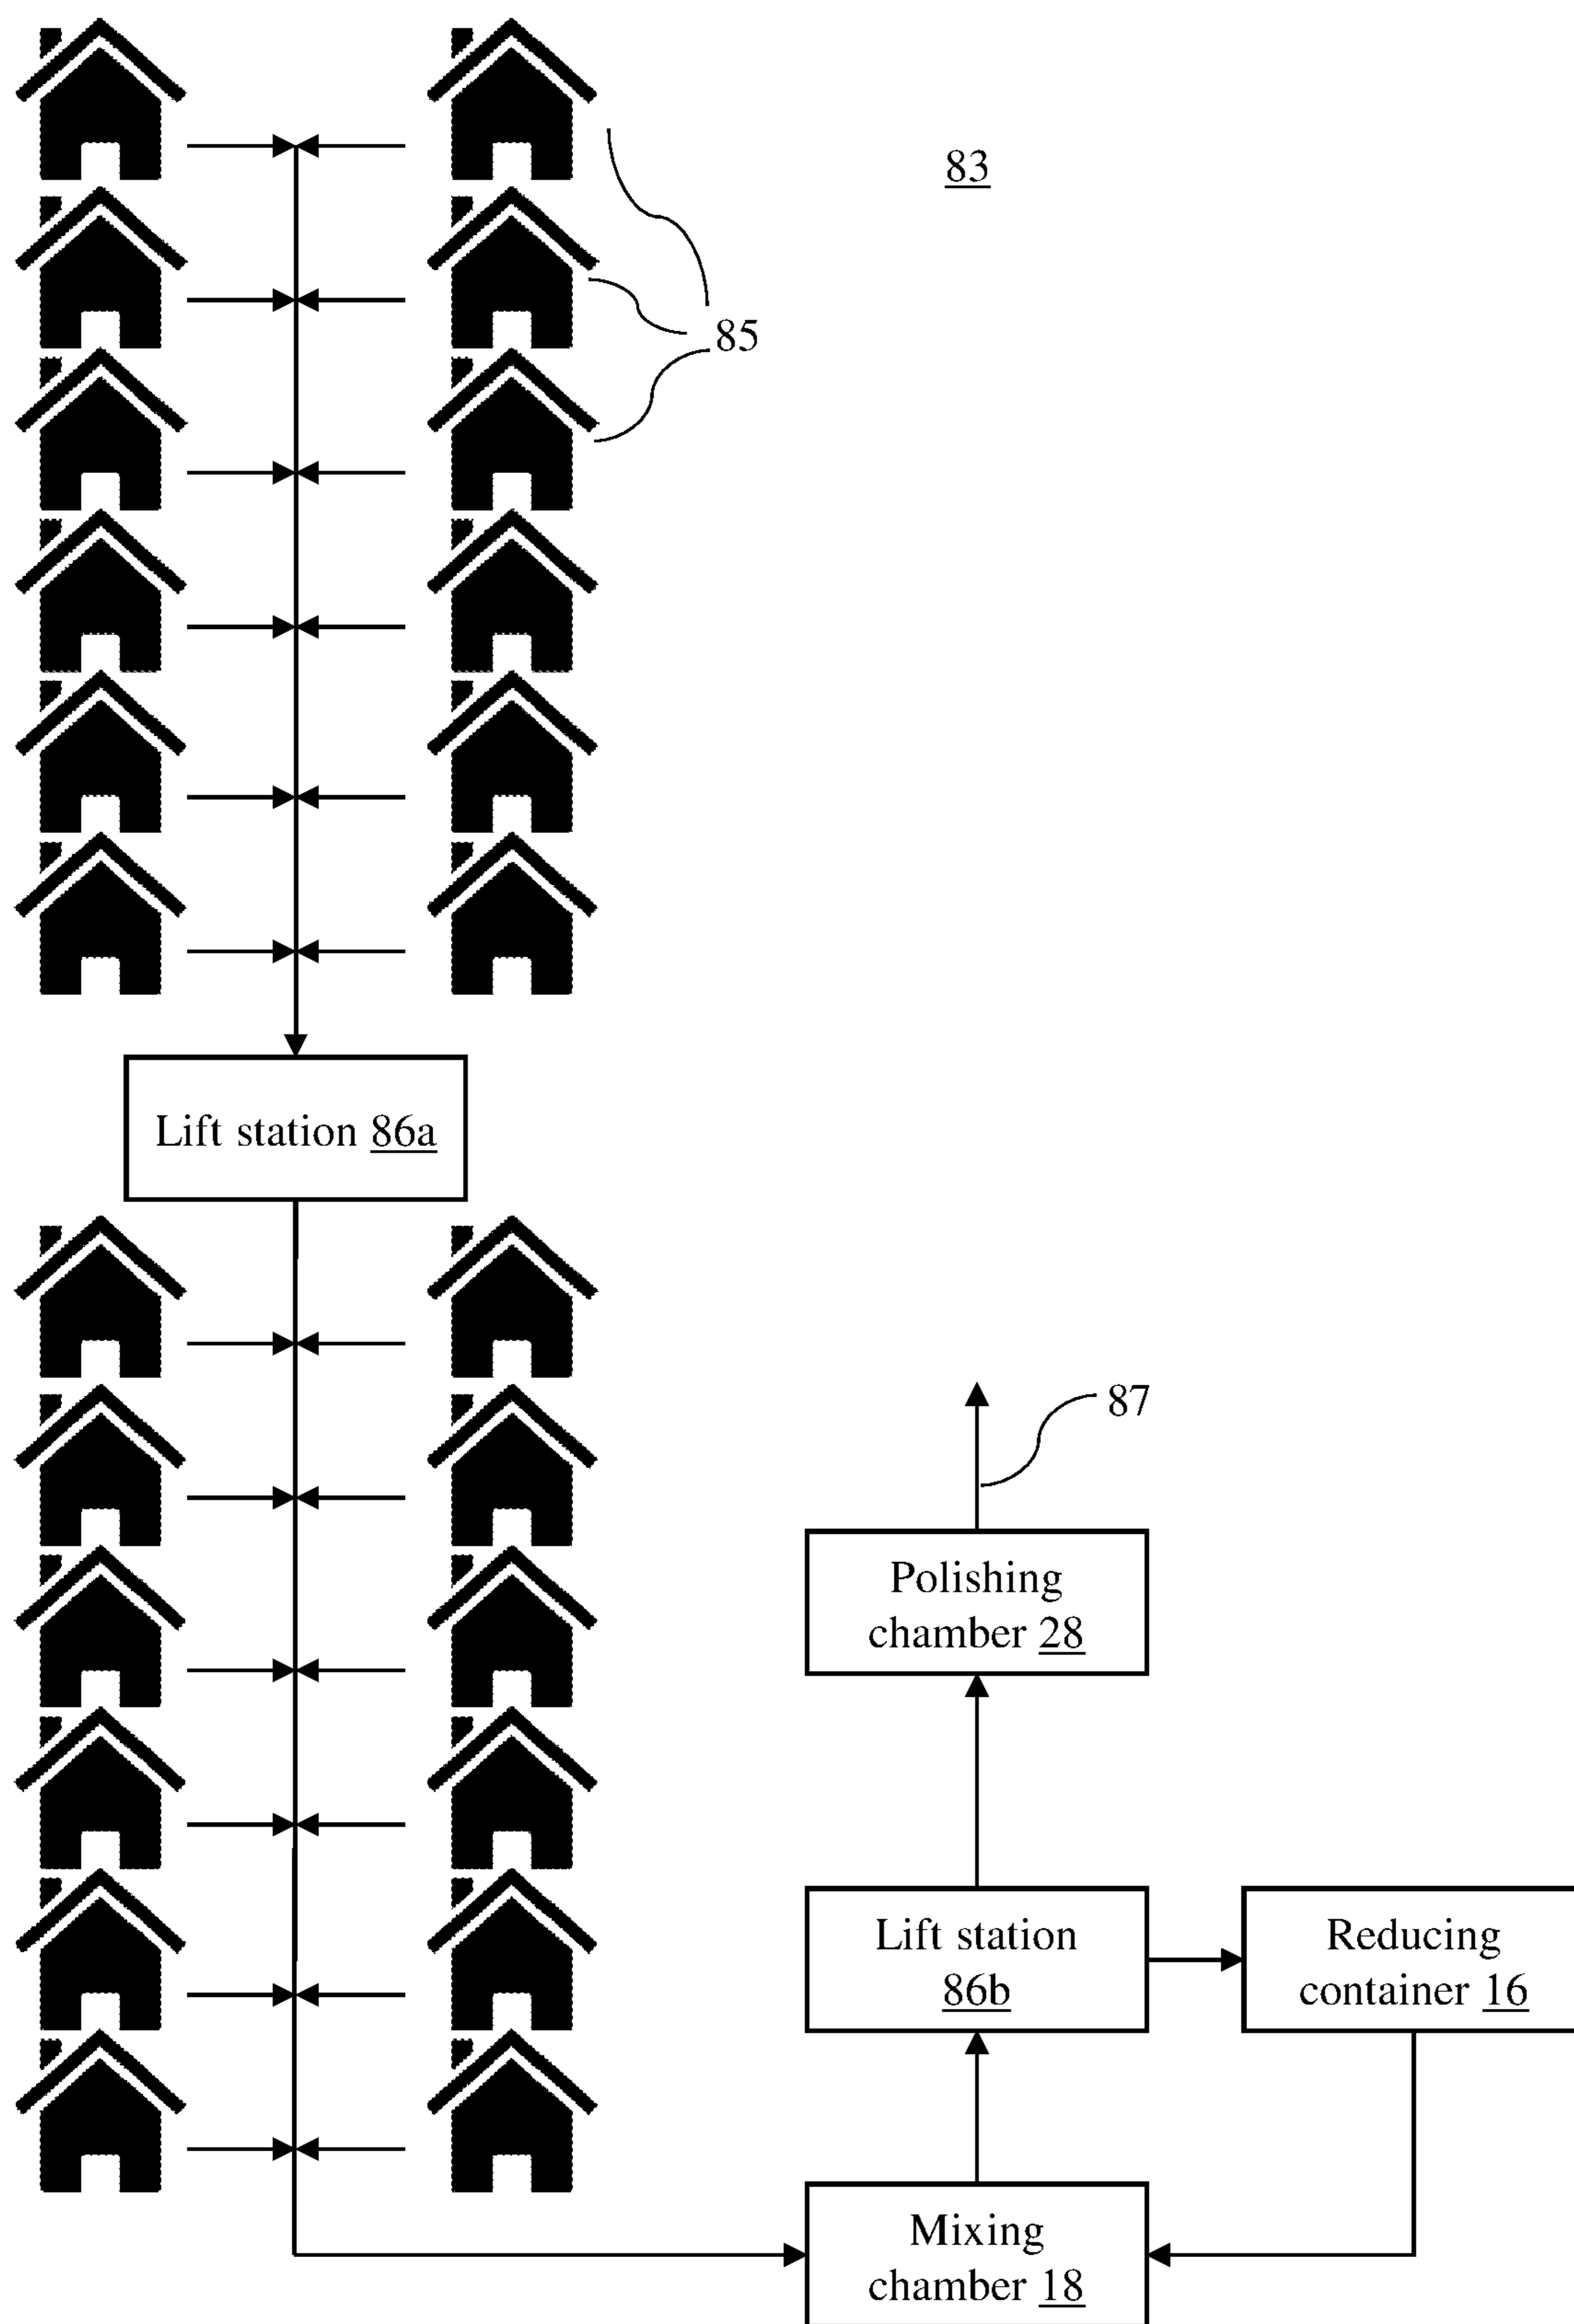 83
85
Lift station 86a
87
Polishing
chamber 28
Lift station
86b
Reducing
container 16
Mixing
chamber 18